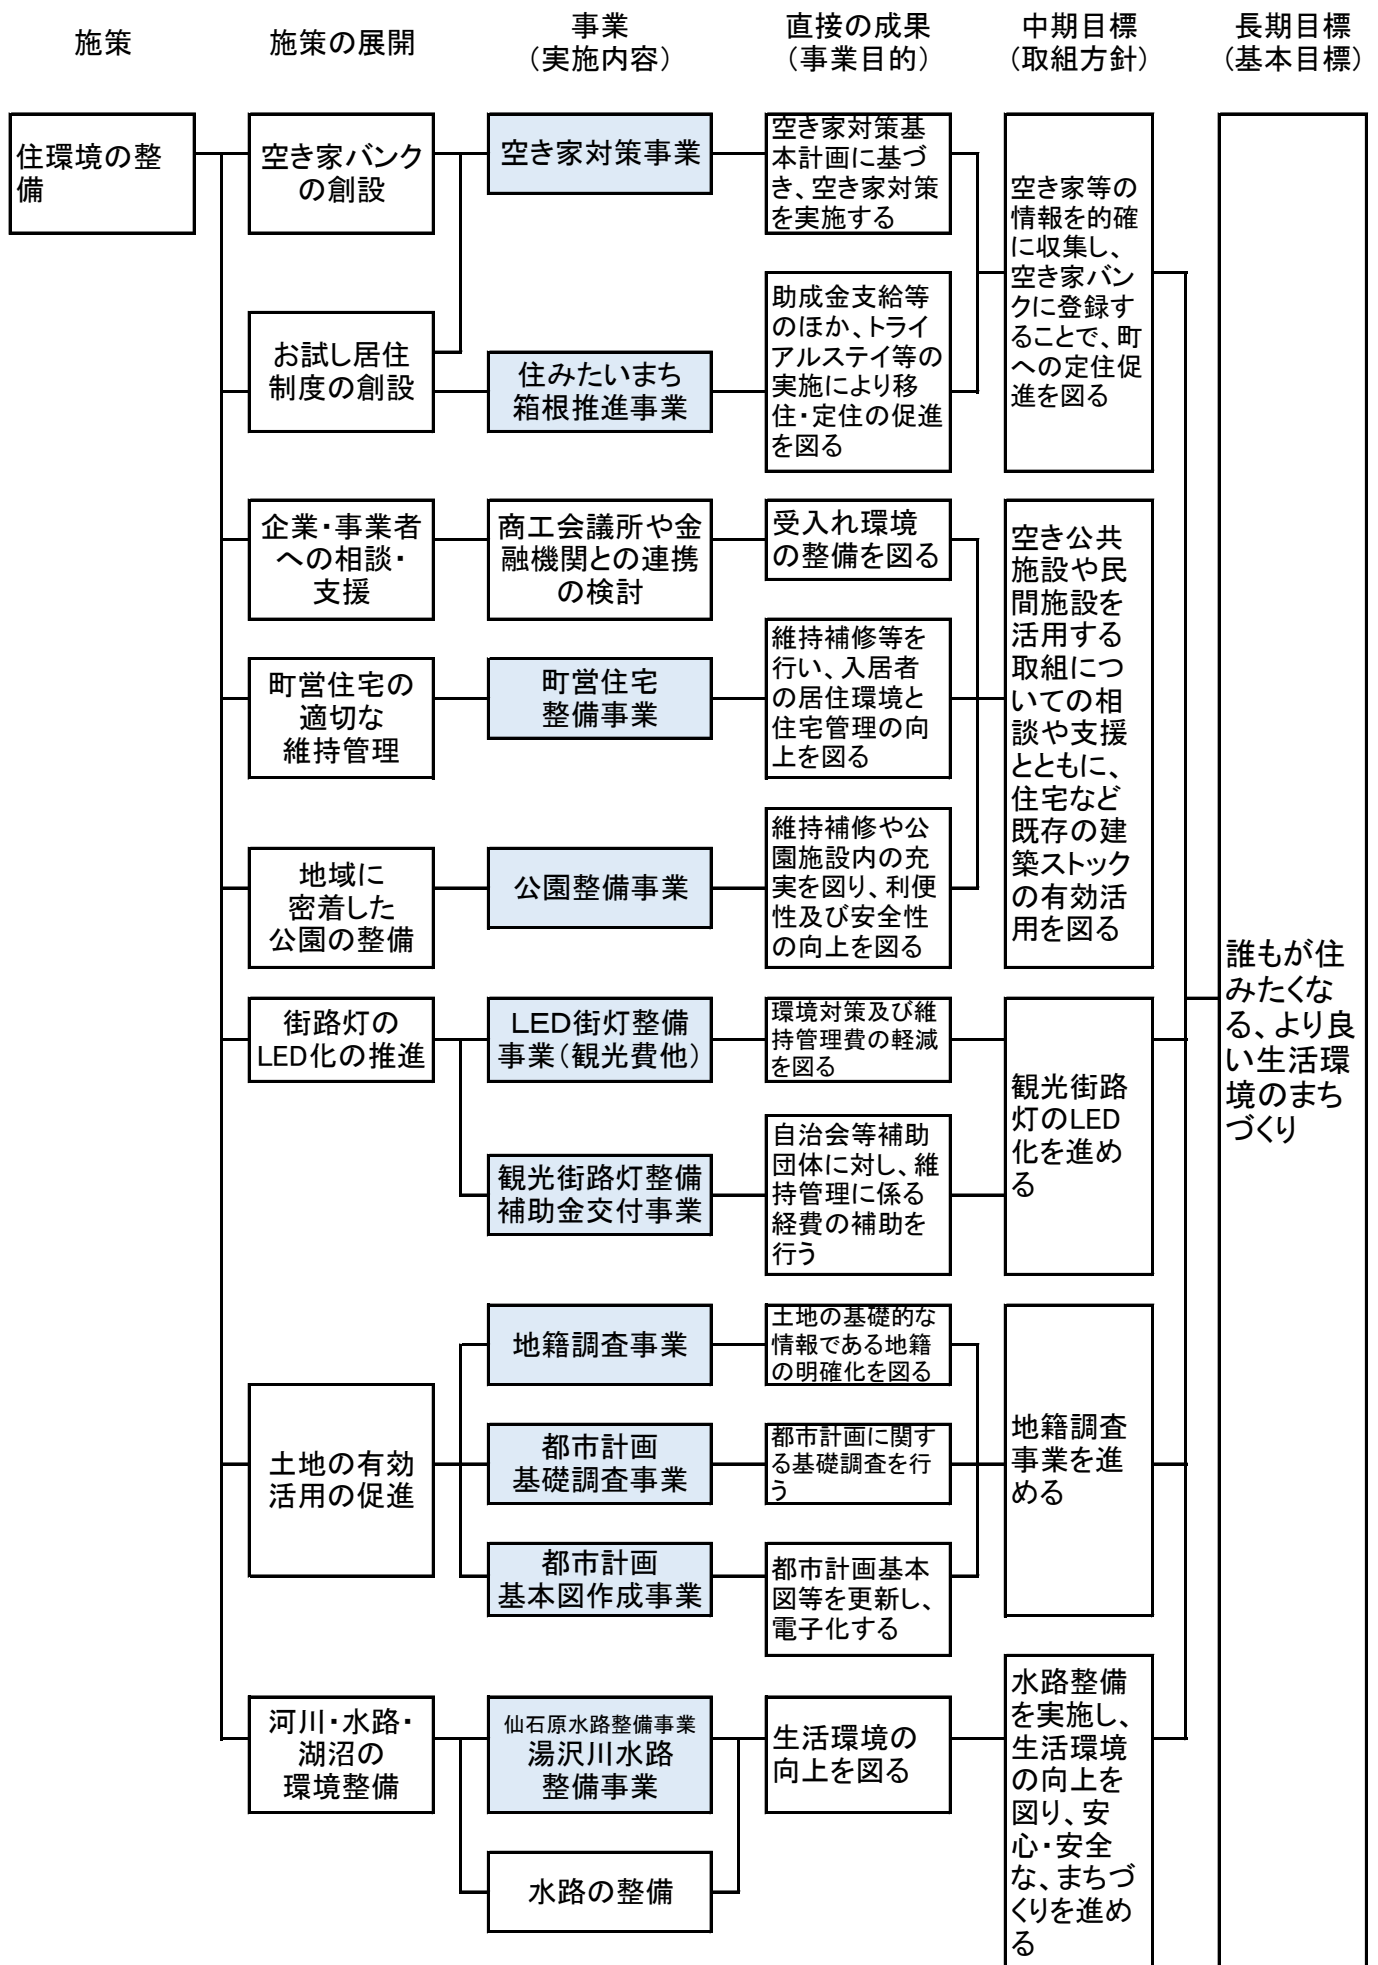 施策
施策の展開
事業
（実施内容）
直接の成果
（事業目的）
中期目標
（取組方針）
長期目標
（基本目標）
住環境の整
備
空き家バンク
の創設
空き家対策事業
空き家対策基
本計画に基づ
き、空き家対策
を実施する
空き家等の
情報を的確
に収集し、
空き家バン
クに登録す
ることで、町
への定住促
進を図る
お試し居住
制度の創設
住みたいまち
箱根推進事業
助成金支給等
のほか、トライ
アルステイ等の
実施により移
住・定住の促進
を図る
企業・事業者
への相談・
支援
商工会議所や金
融機関との連携
の検討
受入れ環境
の整備を図る
空き公共
施設や民
間施設を
活用する
取組につ
いての相
談や支援
とともに、
住宅など
既存の建
築ストック
の有効活
用を図る
町営住宅の
適切な
維持管理
町営住宅
整備事業
維持補修等を
行い、入居者
の居住環境と
住宅管理の向
上を図る
地域に
密着した
公園の整備
公園整備事業
維持補修や公
園施設内の充
実を図り、利便
性及び安全性
の向上を図る
誰もが住
みたくな
る、より良
い生活環
境のまち
づくり
街路灯の
LED化の推進
LED街灯整備
事業（観光費他）
環境対策及び維
持管理費の軽減
を図る
観光街路
灯のLED
化を進め
る
観光街路灯整備
補助金交付事業
自治会等補助
団体に対し、維
持管理に係る
経費の補助を
行う
土地の有効
活用の促進
地籍調査事業
土地の基礎的な
情報である地籍
の明確化を図る
地籍調査
事業を進
める
都市計画
基礎調査事業
都市計画に関す
る基礎調査を行
う
都市計画
基本図作成事業
都市計画基本
図等を更新し、
電子化する
河川・水路・
湖沼の
環境整備
仙石原水路整備事業
湯沢川水路
整備事業
生活環境の
向上を図る
水路整備
を実施し、
生活環境
の向上を
図り、安
心・安全
な、まちづ
くりを進め
る
水路の整備